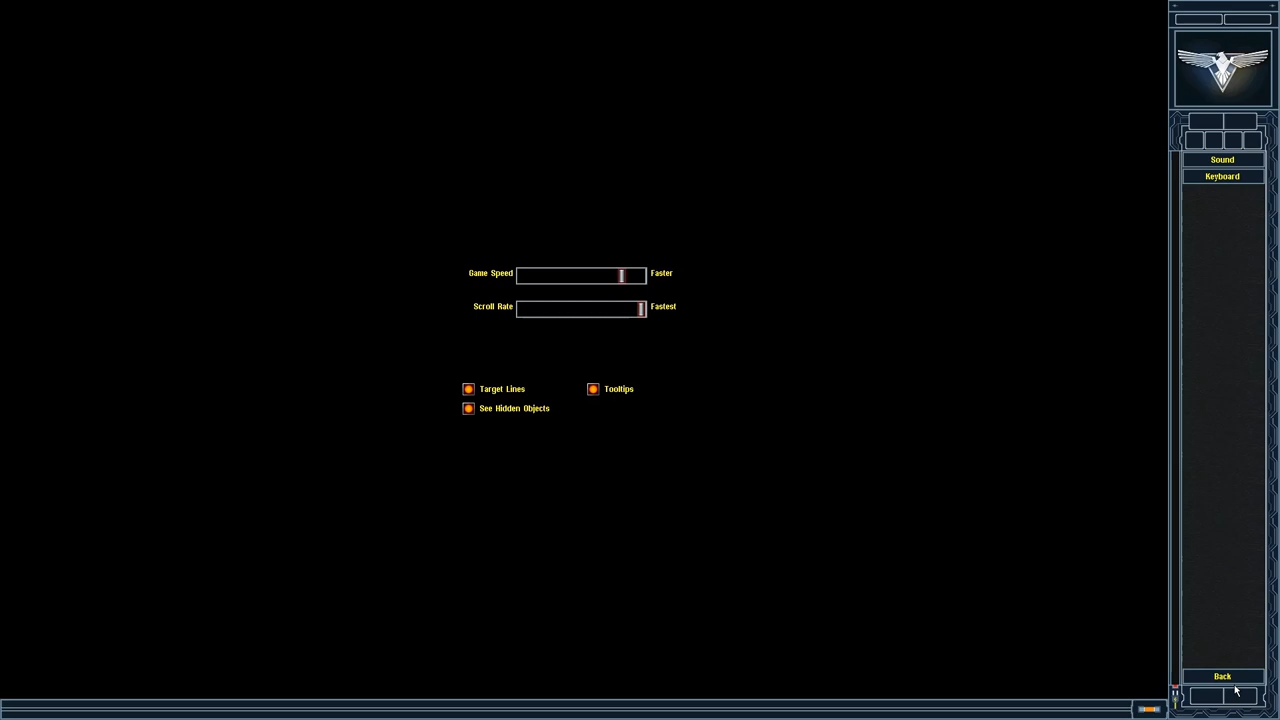 Sound
Keyboard
Game Speed Faster
Scroll Rate Fastest
Target Lines Tooltips
See Hidden Objects
Back